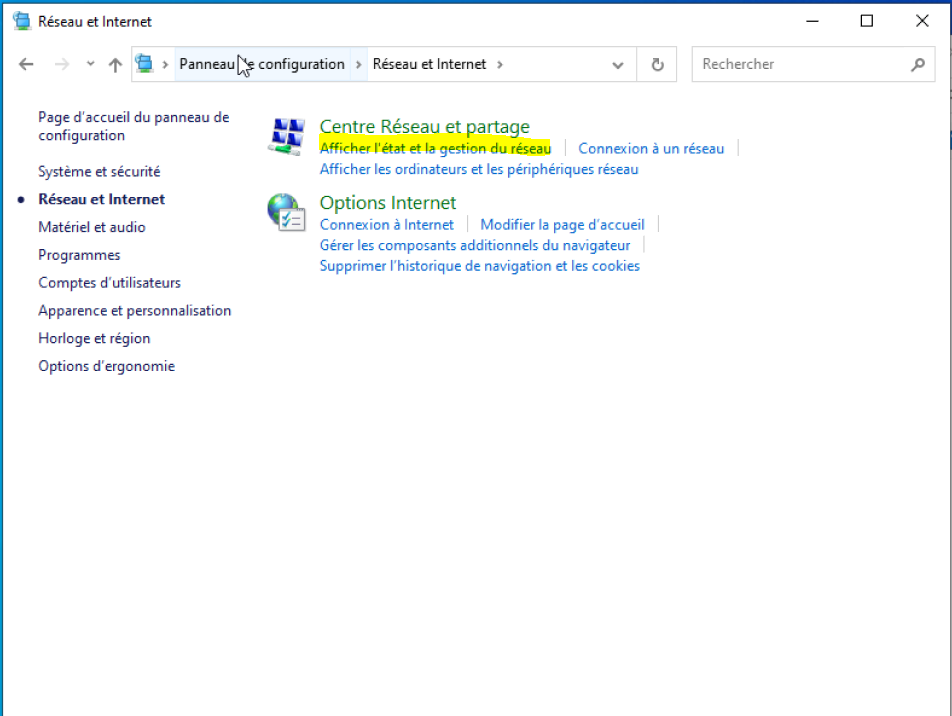 Réseau et Internet
Panneau de configuration > Réseau et Internet >
Rechercher
Page d'accueil du panneau de
configuration
Système et sécurité
Réseau et Internet
Matériel et audio
Programmes
Comptes d'utilisateurs
Apparence et personnalisation
Horloge et région
Options d'ergonomie
Centre Réseau et partage
Afficher l'état et la gestion du réseau | Connexion à un réseau |
Afficher les ordinateurs et les périphériques réseau
Options Internet
Connexion à Internet | Modifier la page d'accueil |
Gérer les composants additionnels du navigateur |
Supprimer l'historique de navigation et les cookies